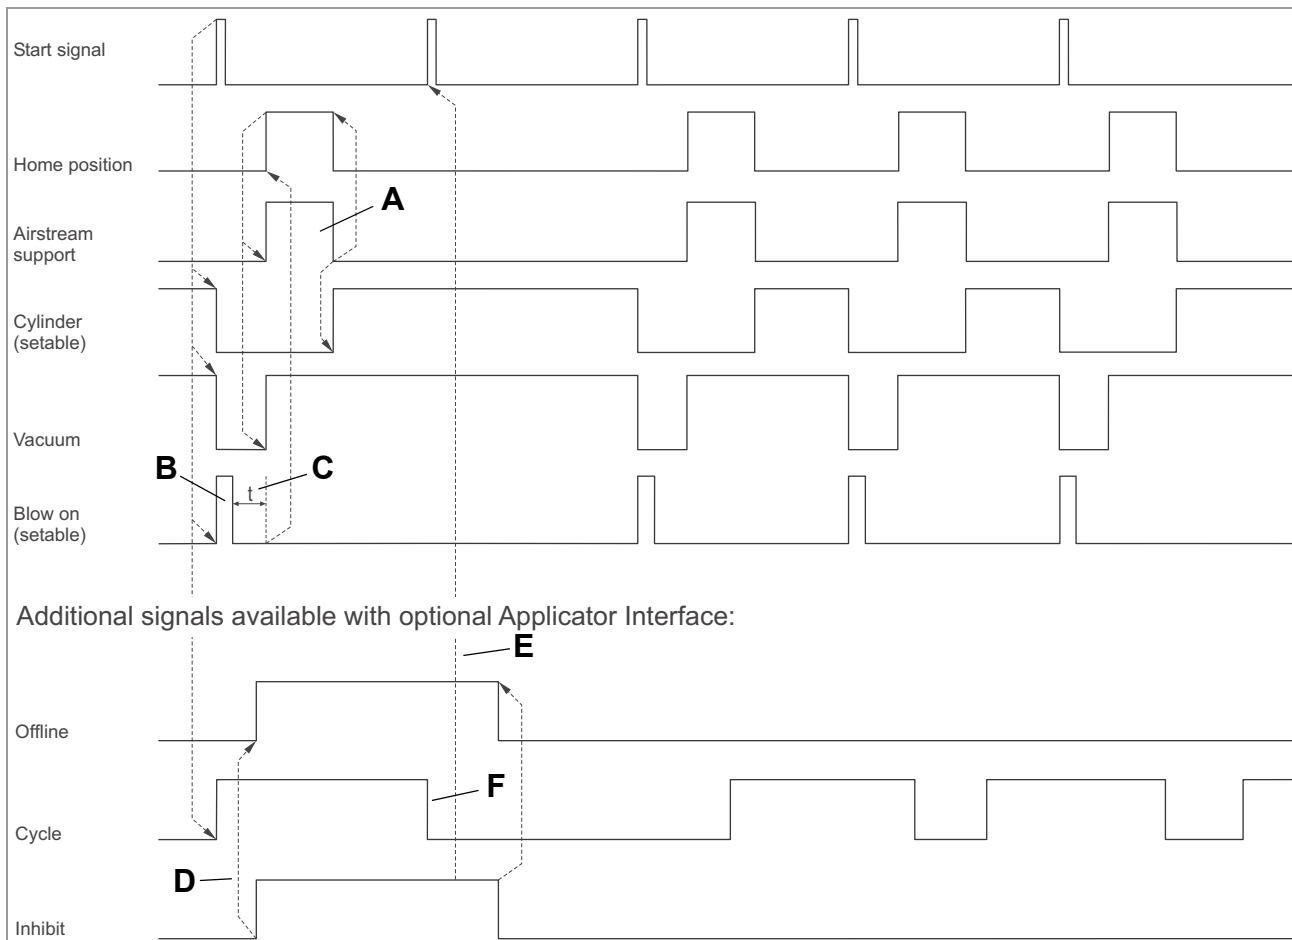 Start signal
Home position
A
Airstream
support
Cylinder
(setable)
Vacuum
B
C
t
Blow on
(setable)
Additional signals available with optional Applicator Interface:
E
Offline
F
Cycle
D
Inhibit